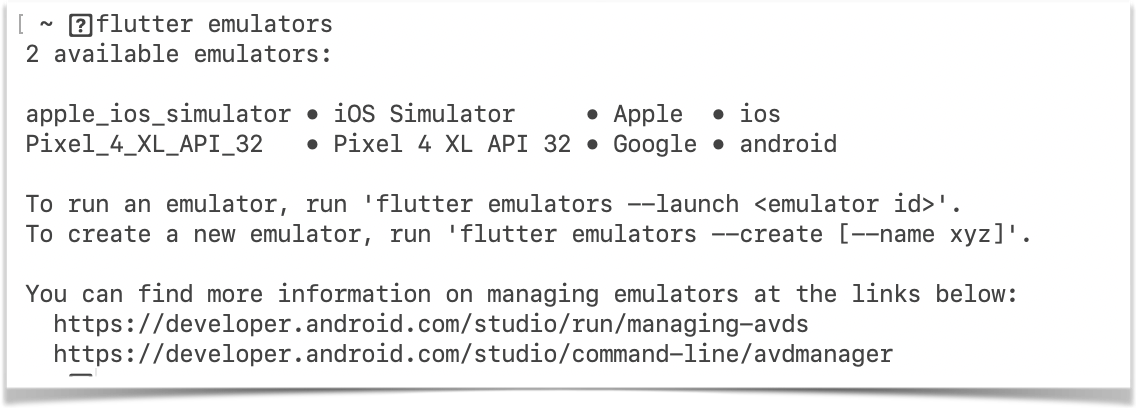 [ ~ ?flutter emulators
2 available emulators:
apple_ios_simulator • iOS Simulator • Apple • ios
Pixel_4_XL_API_32 • Pixel 4 XL API 32 • Google • android
To run an emulator, run 'flutter emulators --launch <emulator id>'.
To create a new emulator, run 'flutter emulators --create [--name xyz]'.
You can find more information on managing emulators at the links below:
https://developer.android.com/studio/run/managing-avds
https://developer.android.com/studio/command-line/avdmanager